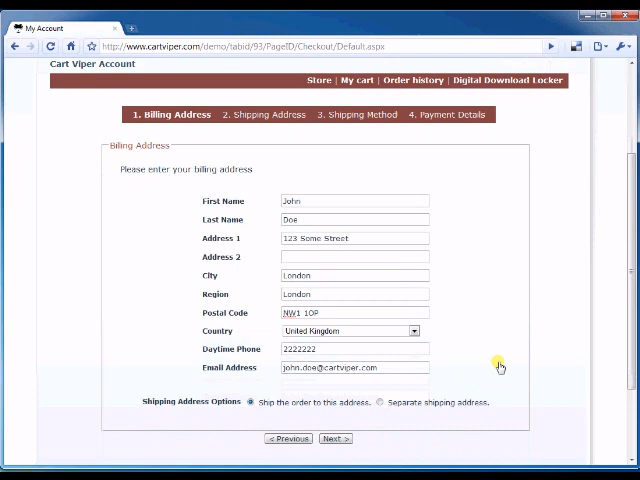 My Account
http://www.cartviper.com/demo/tabid/93/PageID/Checkout/Default.aspx
Cart Viper Account
Store | My cart | Order history | Digital Download Locker
1. Billing Address 2. Shipping Address 3. Shipping Method 4. Payment Details
Billing Address
Please enter your billing address
First Name John
Last Name Doe
Address 1 123 Some Street
Address 2
City London
Region London
Postal Code NW1 1OP
Country United Kingdom
Daytime Phone 2222222
Email Address john.doe@cartviper.com
Shipping Address Options Ship the order to this address. Separate shipping address.
< Previous Next >